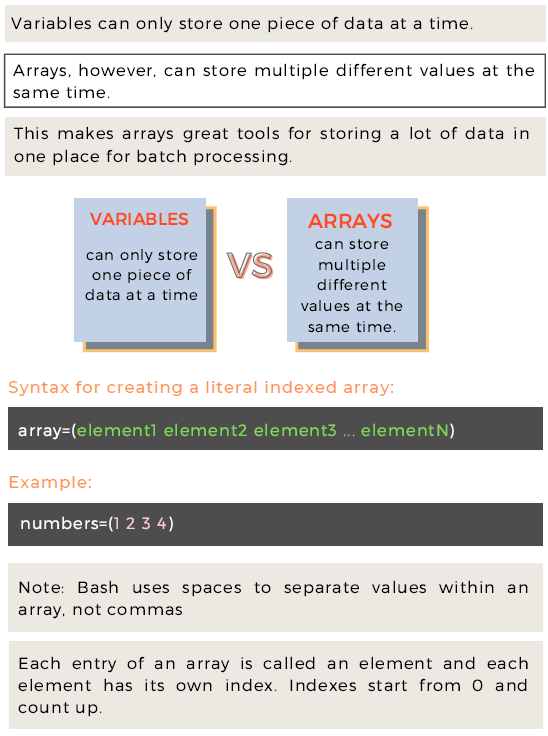 Variables can only store one piece of data at a time.
Arrays, however, can store multiple different values at the
same time.
This makes arrays great tools for storing a lot of data in
one place for batch processing.
VARIABLES
can only store
one piece of
data at a time
VS
ARRAYS
can store
multiple
different
values at the
same time.
Syntax for creating a literal indexed array:
array=(element1 element2 element3 ... elementN)
Example:
numbers=(1 2 3 4)
Note: Bash uses spaces to separate values within an
array, not commas
Each entry of an array is called an element and each
element has its own index. Indexes start from 0 and
count up.